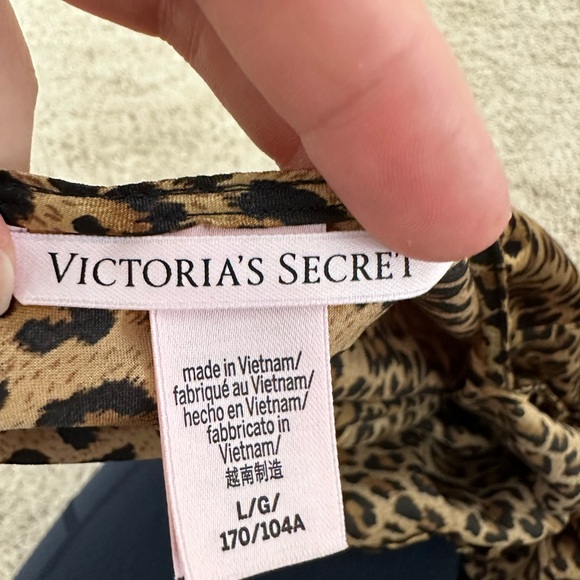 VICTORIA'S SECRET
made in Vietnam/
fabriqué au Vietnam/
hecho en Vietnam/
fabbricato in
Vietnam/
越南制造
L/G/
170/104A